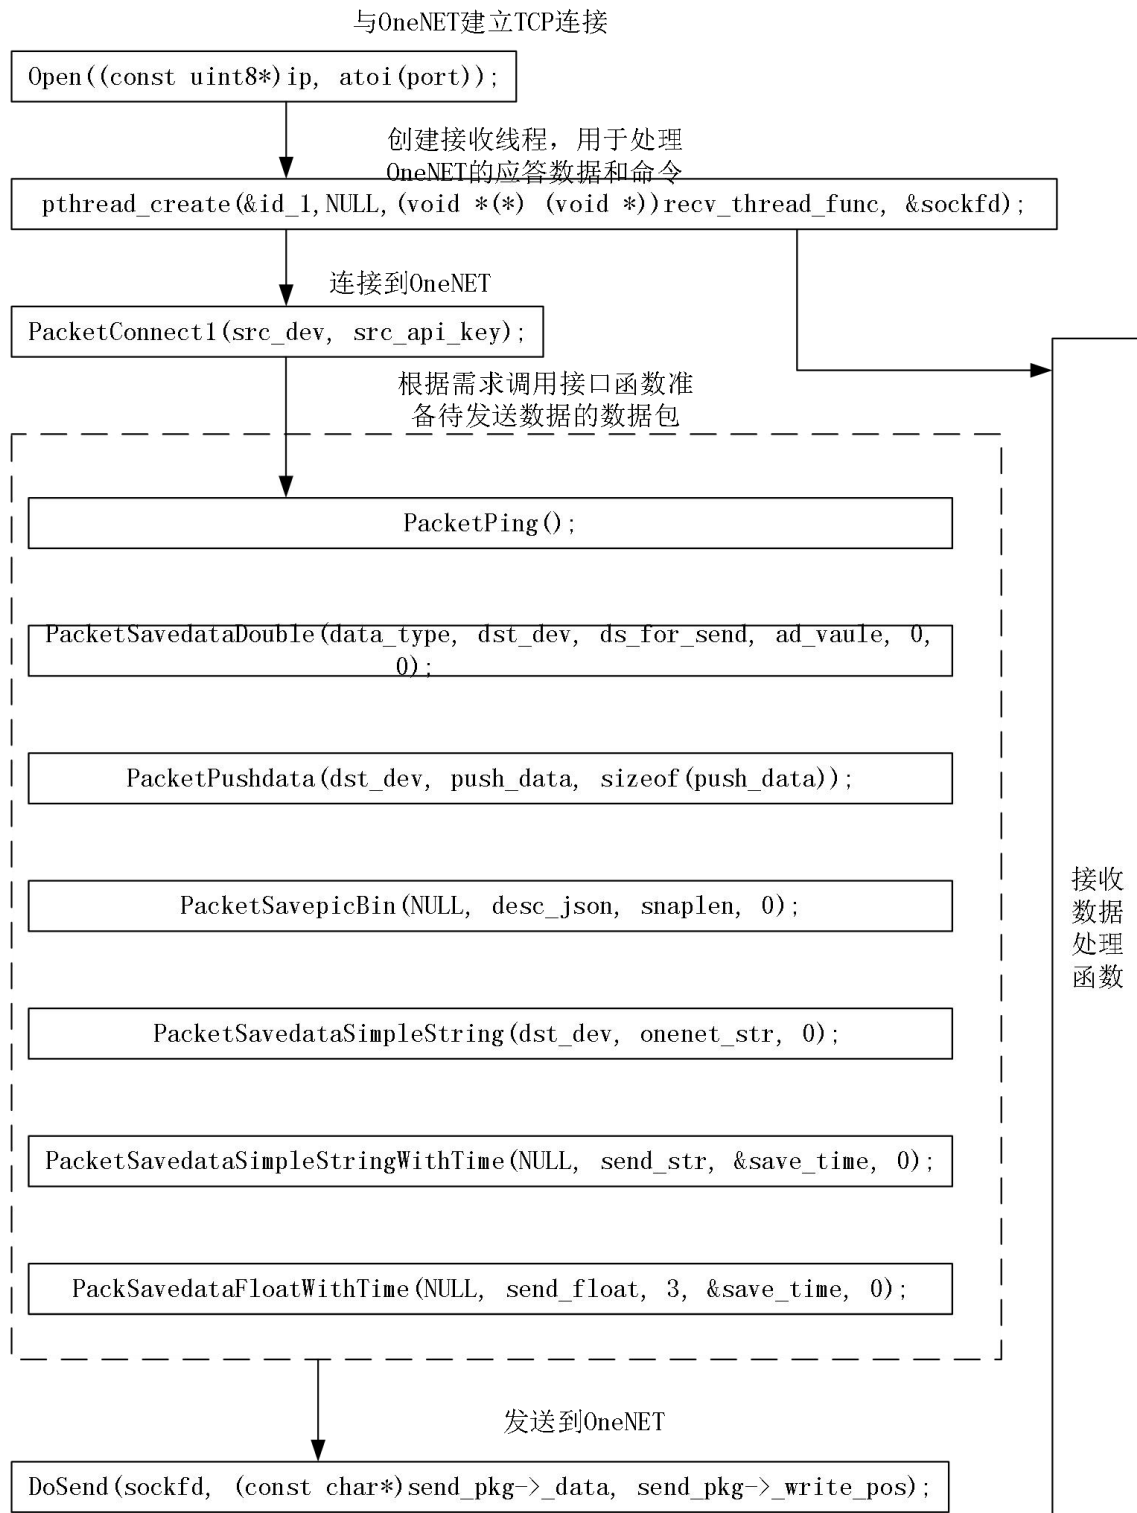 与OneNET建立TCP连接
Open((const uint8*)ip, atoi(port));
创建接收线程，用于处理
OneNET的应答数据和命令
pthread_create(&id_1,NULL,(void *(*) (void *))recv_thread_func, &sockfd);
连接到OneNET
PacketConnect1(src_dev, src_api_key);
根据需求调用接口函数准
备待发送数据的数据包
PacketPing();
PacketSavedataDouble(data_type, dst_dev, ds_for_send, ad_vaule, 0,
0);
PacketPushdata(dst_dev, push_data, sizeof(push_data));
PacketSavepicBin(NULL, desc_json, snaplen, 0);
PacketSavedataSimpleString(dst_dev, onenet_str, 0);
PacketSavedataSimpleStringWithTime(NULL, send_str, &save_time, 0);
PackSavedataFloatWithTime(NULL, send_float, 3, &save_time, 0);
接收
数据
处理
函数
发送到OneNET
DoSend(sockfd, (const char*)send_pkg->_data, send_pkg->_write_pos);